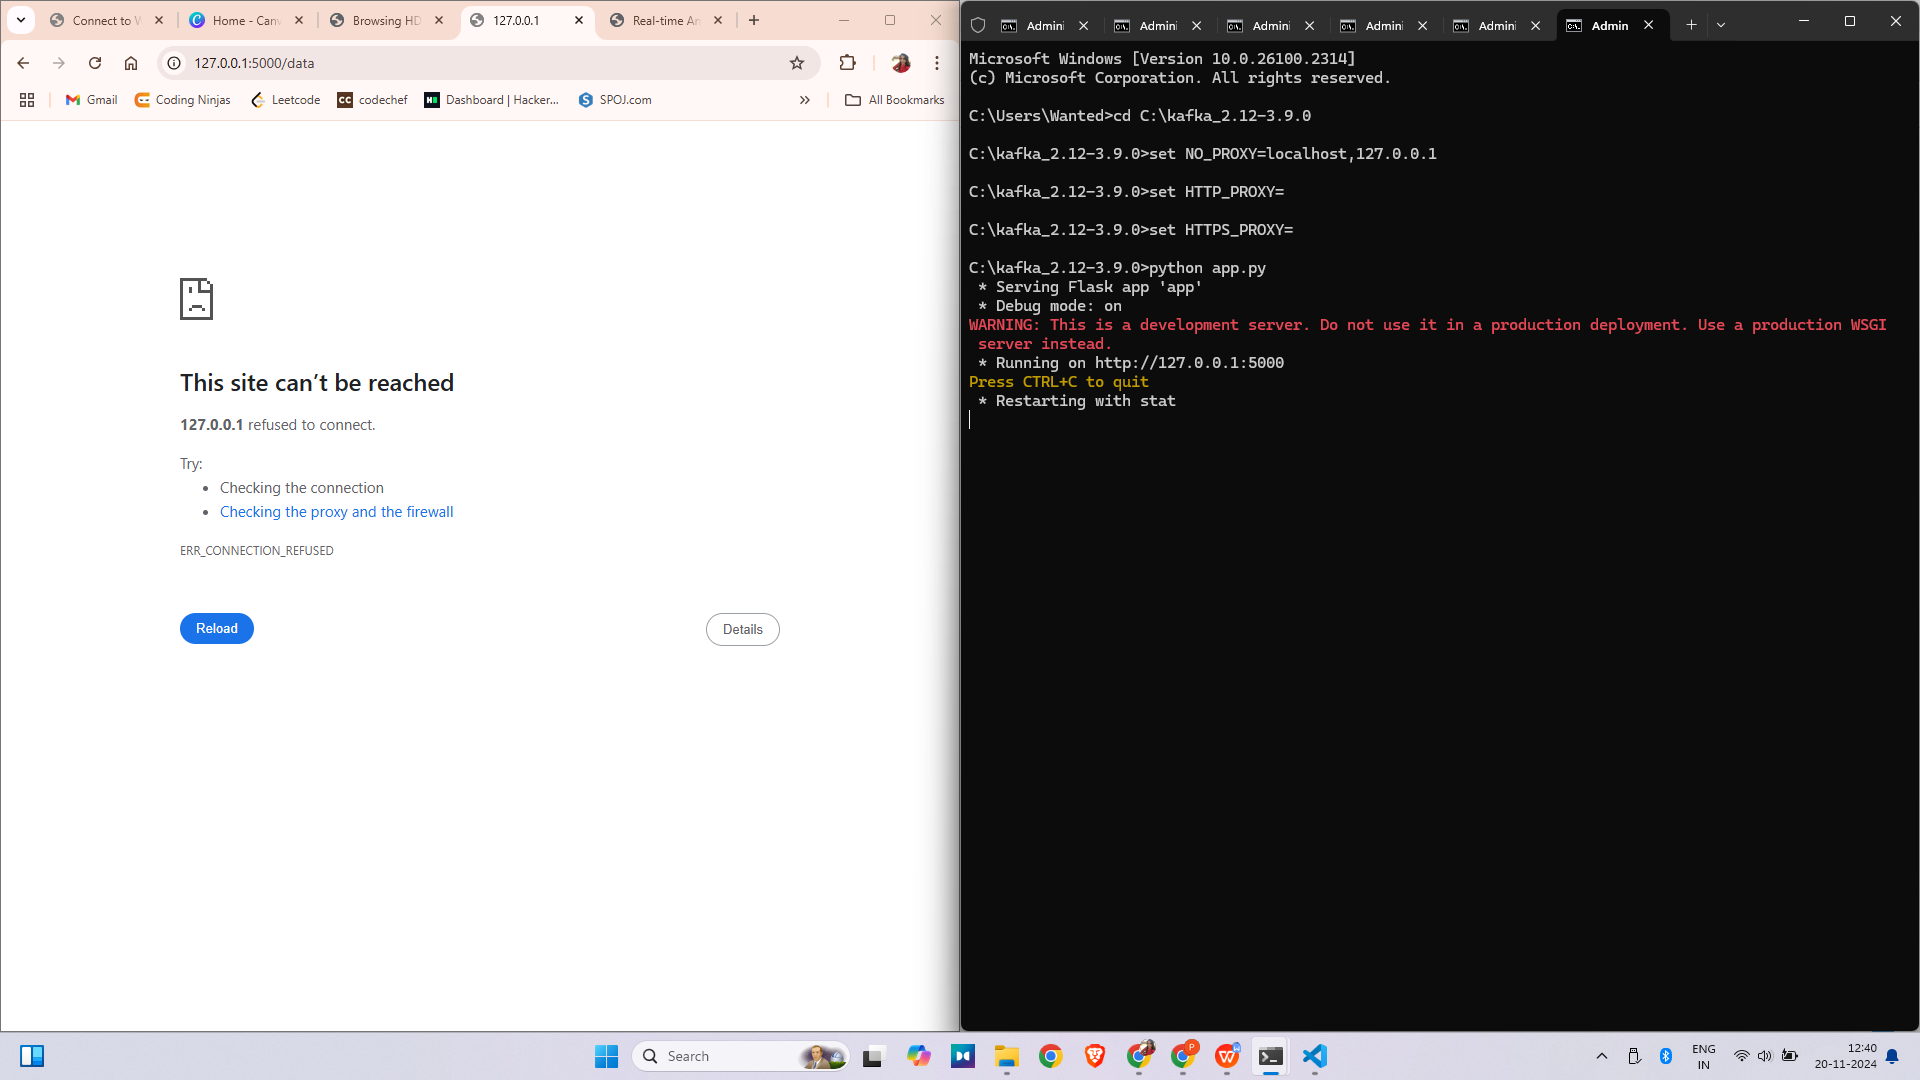 Connect to W
Home - Canv
Browsing HD
127.0.0.1
Real-time An
127.0.0.1:5000/data
Gmail
Coding Ninjas
Leetcode
CC codechef
Dashboard | Hacker...
SPOJ.com
All Bookmarks
This site can't be reached
127.0.0.1 refused to connect.
Try:
• Checking the connection
• Checking the proxy and the firewall
ERR_CONNECTION_REFUSED
Reload
Details
Admini
Admini
Admini
Admini
Admini
Admin
Microsoft Windows [Version 10.0.26100.2314]
(c) Microsoft Corporation. All rights reserved.
C:\Users\Wanted>cd C:\kafka_2.12-3.9.0
C:\kafka_2.12-3.9.0>set NO_PROXY=localhost,127.0.0.1
C:\kafka_2.12-3.9.0>set HTTP_PROXY=
C:\kafka_2.12-3.9.0>set HTTPS_PROXY=
C:\kafka_2.12-3.9.0>python app.py
* Serving Flask app 'app'
* Debug mode: on
WARNING: This is a development server. Do not use it in a production deployment. Use a production WSGI
server instead.
* Running on http://127.0.0.1:5000
Press CTRL+C to quit
* Restarting with stat
Search
ENG
IN
12:40
20-11-2024